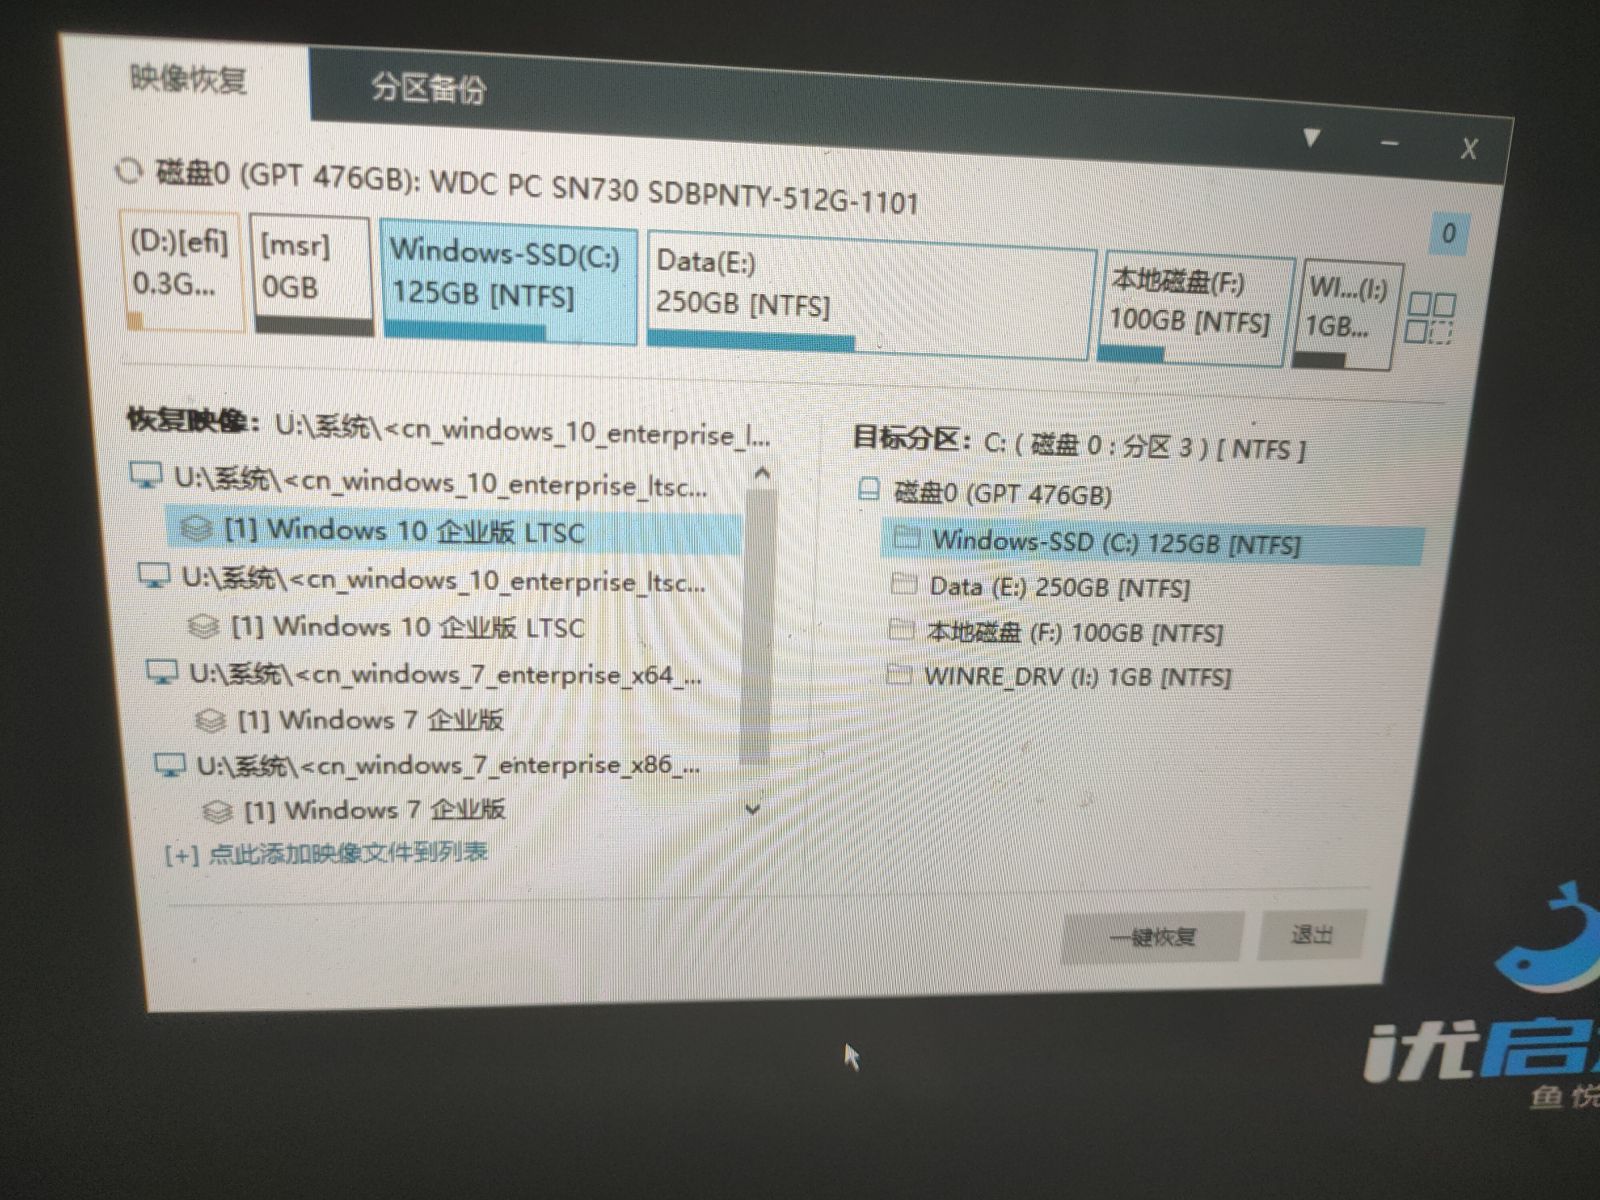 映像恢复
分区备份
磁盘0 (GPT 476GB): WDC PC SN730 SDBPNTY-512G-1101
0
(D:)[efi]
0.3G...
[msr]
0GB
Windows-SSD(C:)
125GB [NTFS]
Data(E:)
250GB [NTFS]
本地磁盘(F:)
100GB [NTFS]
WI...(I:)
1GB...
恢复映像: U:\系统\<cn_windows_10_enterprise_l...
U:\系统\<cn_windows_10_enterprise_ltsc...
[1] Windows 10 企业版 LTSC
U:\系统\<cn_windows_10_enterprise_ltsc...
[1] Windows 10 企业版 LTSC
U:\系统\<cn_windows_7_enterprise_x64_...
[1] Windows 7 企业版
U:\系统\<cn_windows_7_enterprise_x86_...
[1] Windows 7 企业版
[+] 点此添加映像文件到列表
目标分区: C: ( 磁盘 0 : 分区 3 ) [ NTFS ]
磁盘0 (GPT 476GB)
Windows-SSD (C:) 125GB [NTFS]
Data (E:) 250GB [NTFS]
本地磁盘 (F:) 100GB [NTFS]
WINRE_DRV (I:) 1GB [NTFS]
一键恢复
退出
优启
鱼悦